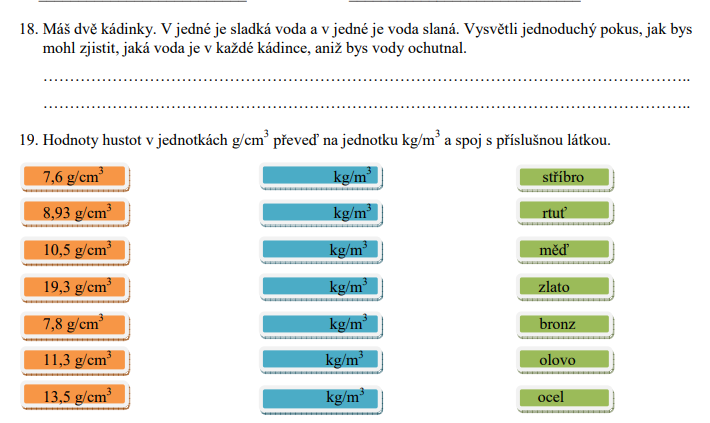 18. Máš dvě kádinky. V jedné je sladká voda a v jedné je voda slaná. Vysvětli jednoduchý pokus, jak bys
mohl zjistit, jaká voda je v každé kádince, aniž bys vody ochutnal.
……………………………………………………………………………………………………..
……………………………………………………………………………………………………..
19. Hodnoty hustot v jednotkách g/cm³ převeď na jednotku kg/m³ a spoj s příslušnou látkou.
7,6 g/cm³ kg/m³ stříbro
8,93 g/cm³ kg/m³ rtuť
10,5 g/cm³ kg/m³ měď
19,3 g/cm³ kg/m³ zlato
7,8 g/cm³ kg/m³ bronz
11,3 g/cm³ kg/m³ olovo
13,5 g/cm³ kg/m³ ocel